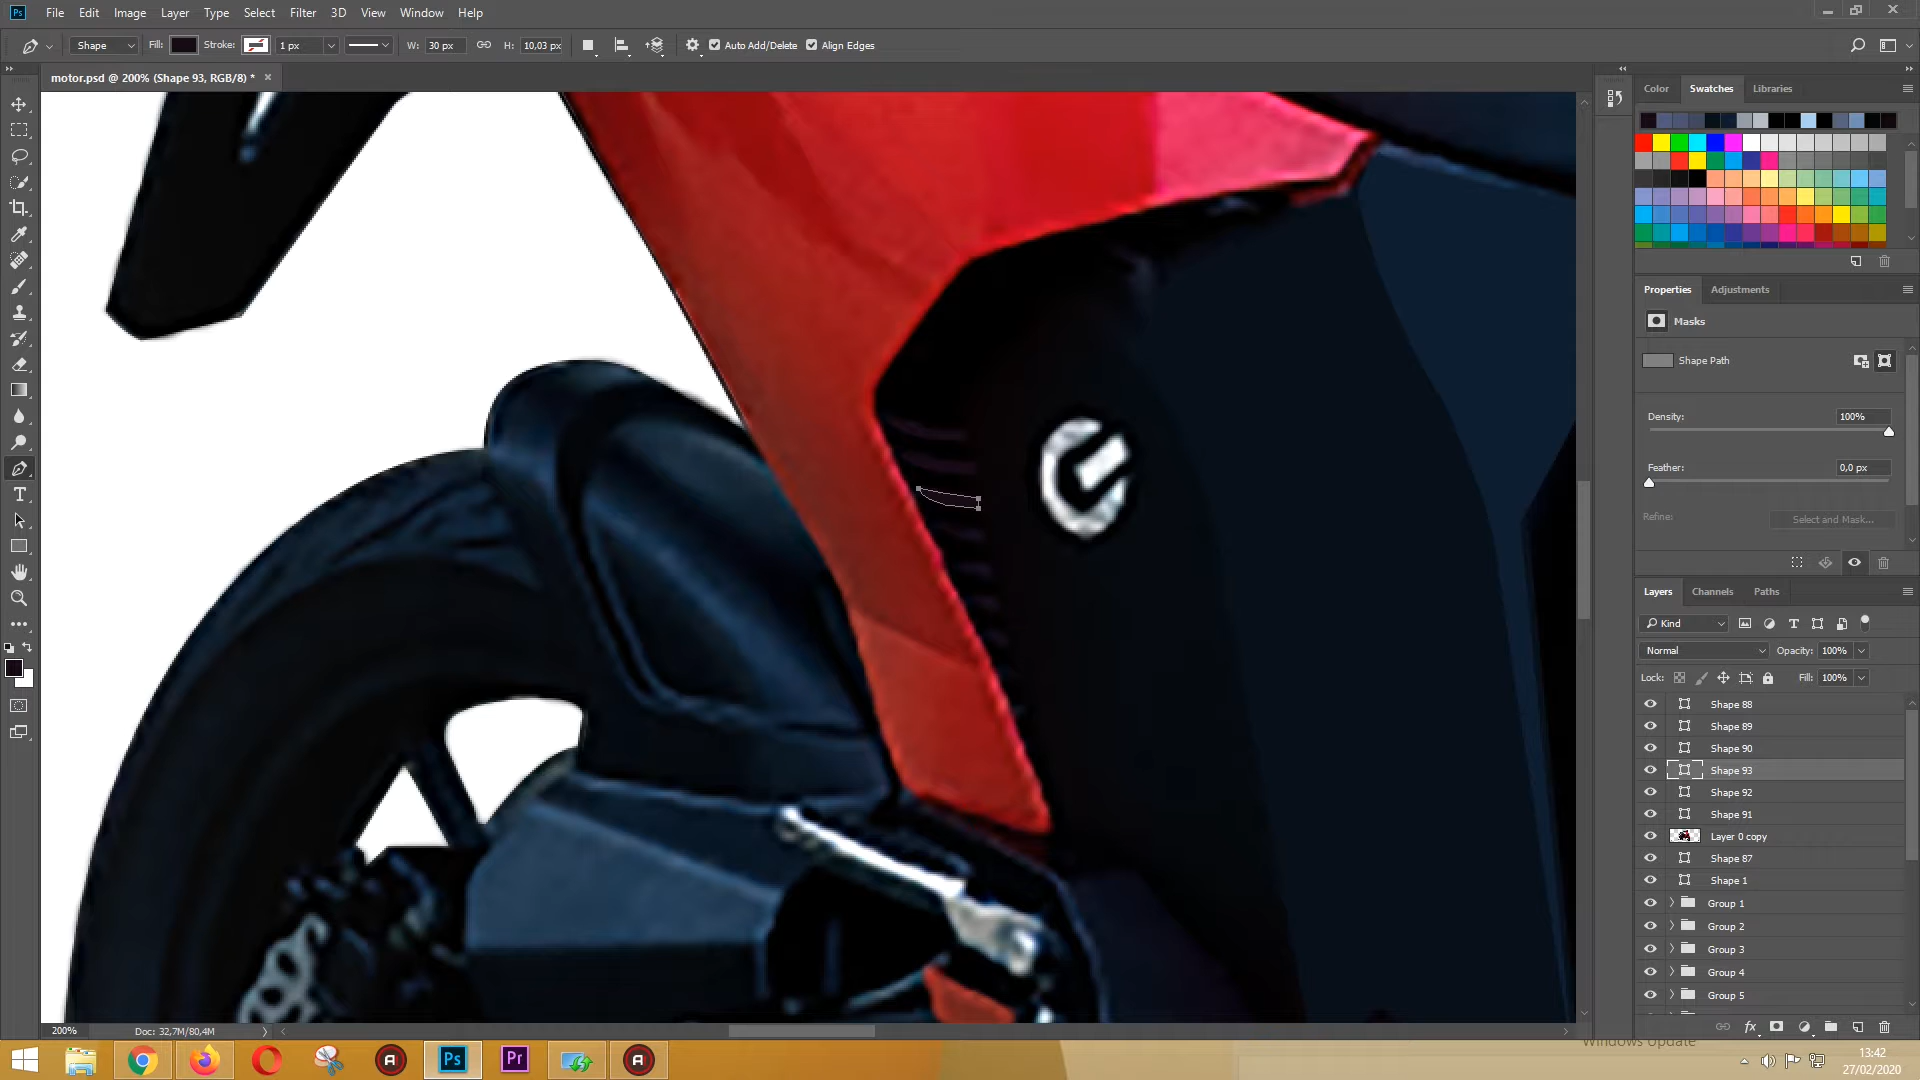 Ps File Edit Image Layer Type Select Filter 3D View Window Help
Shape Fill: Stroke: 1 px W: 30 px H: 10,03 px Auto Add/Delete Align Edges
motor.psd @ 200% (Shape 93, RGB/8) * ×
Color Swatches Libraries
Properties Adjustments
Masks
Shape Path
Density: 100%
Feather: 0,0 px
Refine: Select and Mask...
Layers Channels Paths
Kind
Normal Opacity: 100%
Lock: Fill: 100%
Shape 88
Shape 89
Shape 90
Shape 93
Shape 92
Shape 91
Layer 0 copy
Shape 87
Shape 1
Group 1
Group 2
Group 3
Group 4
Group 5
200% Doc: 32,7M/80,4M
Windows Update
Ps Pr
13:42
27/02/2020